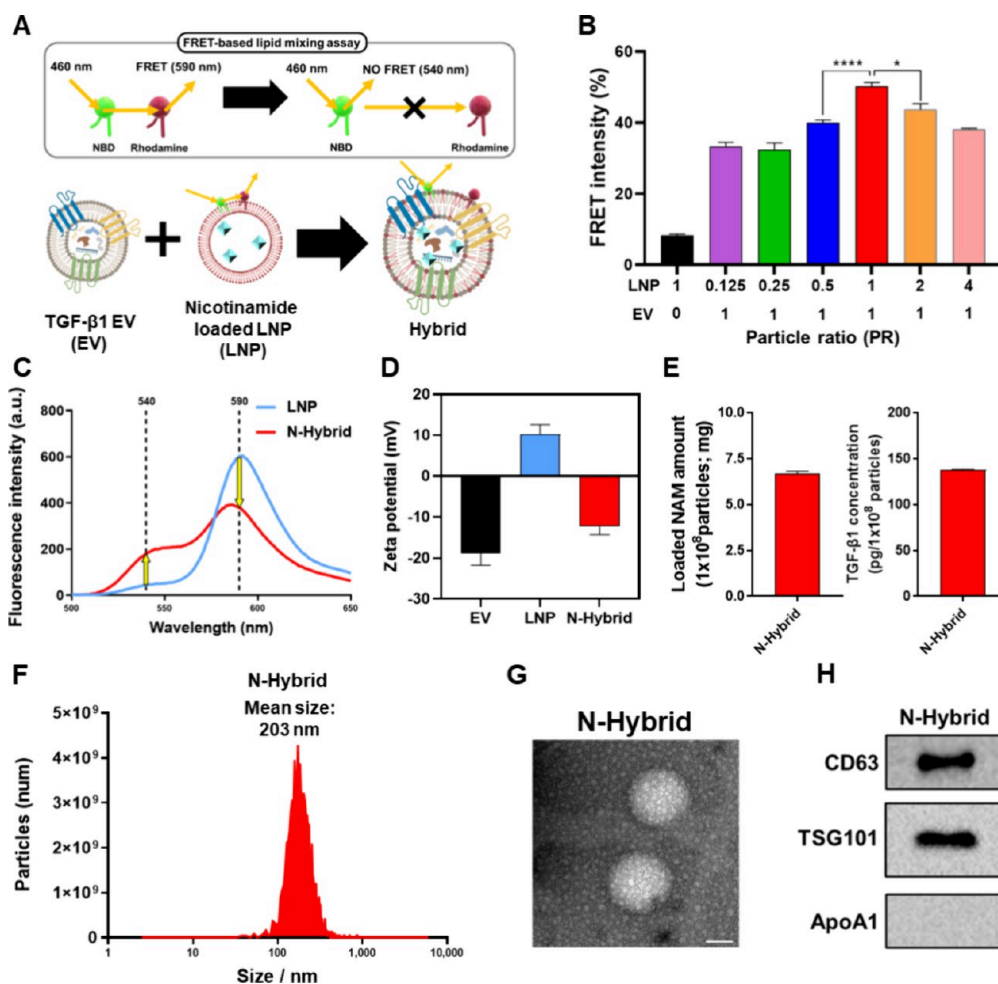 A
FRET-based lipid mixing assay
460 nm
FRET (590 nm)
460 nm
NO FRET (540 nm)
NBD
Rhodamine
NBD
Rhodamine
TGF-β1 EV
(EV)
Nicotinamide
loaded LNP
(LNP)
Hybrid
B
FRET intensity (%)
60
40
20
0
****
*
LNP 1 0.125 0.25 0.5 1 2 4
EV 0 1 1 1 1 1 1
Particle ratio (PR)
C
Fluorescence intensity (a.u.)
800
600
400
200
0
540
590
LNP
N-Hybrid
500 550 600 650
Wavelength (nm)
D
Zeta potential (mV)
20
10
0
-10
-20
-30
EV LNP N-Hybrid
E
Loaded NAM amount
(1x10⁸particles; mg)
10.0
7.5
5.0
2.5
0.0
N-Hybrid
TGF-β1 concentration
(pg/1x10⁸ particles)
200
150
100
50
0
N-Hybrid
F
N-Hybrid
Mean size:
203 nm
Particles (num)
5×10⁹
4×10⁹
3×10⁹
2×10⁹
1×10⁹
0
1 10 100 1,000 10,000
Size / nm
G
N-Hybrid
H
N-Hybrid
CD63
TSG101
ApoA1